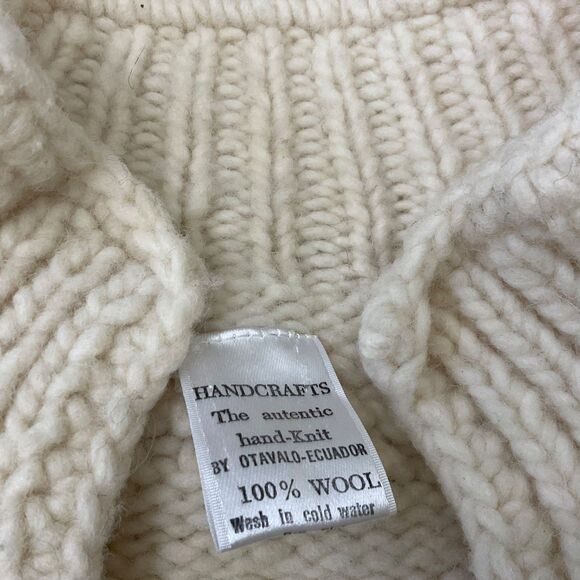 HANDCRAFTS
The autentic
hand-Knit
BY OTAVALO-ECUADOR
100% WOOL
Wash in cold water